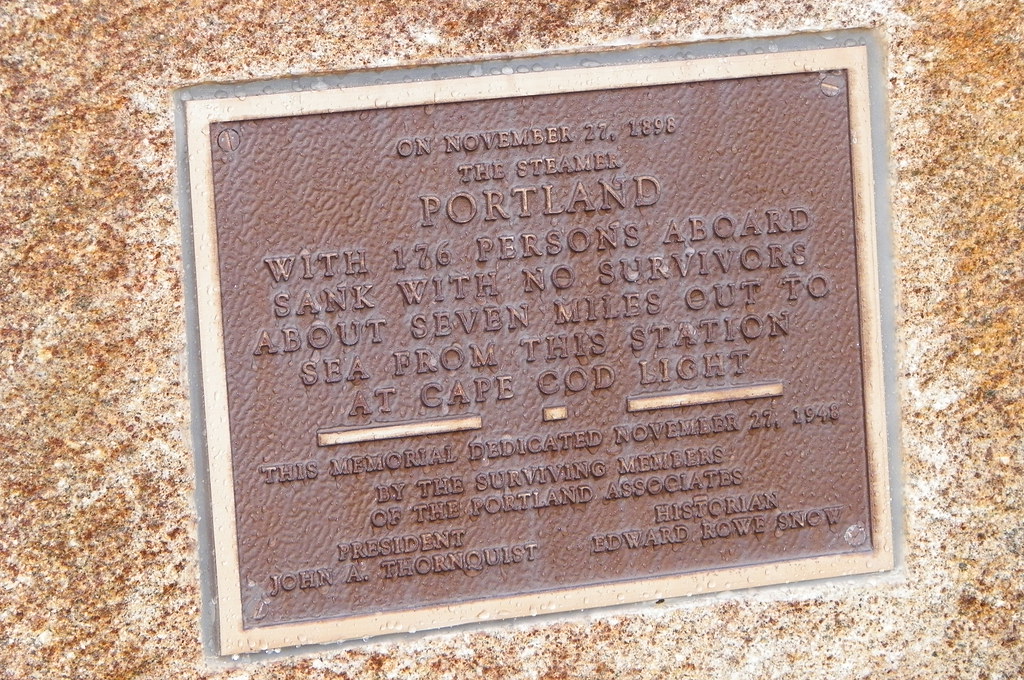 ON NOVEMBER 27, 1898
THE STEAMER
PORTLAND
WITH 176 PERSONS ABOARD
SANK WITH NO SURVIVORS
ABOUT SEVEN MILES OUT TO
SEA FROM THIS STATION
AT CAPE COD LIGHT
THIS MEMORIAL DEDICATED NOVEMBER 27, 1948
BY THE SURVIVING MEMBERS
OF THE PORTLAND ASSOCIATES
PRESIDENT
JOHN A. THORNQUIST
HISTORIAN
EDWARD ROWE SNOW